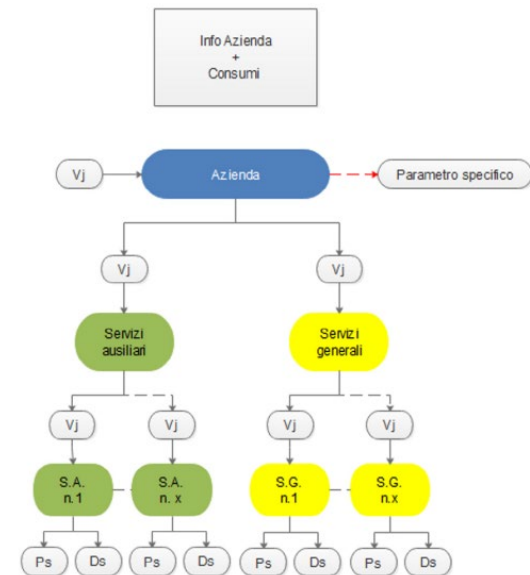 Info Azienda
+
Consumi
Vj
Azienda
Parametro specifico
Vj
Vj
Servizi
ausiliari
Servizi
generali
Vj
Vj
Vj
Vj
S.A.
n.1
S.A.
n. x
S.G.
n.1
S.G.
n.x
Ps
Ds
Ps
Ds
Ps
Ds
Ps
Ds